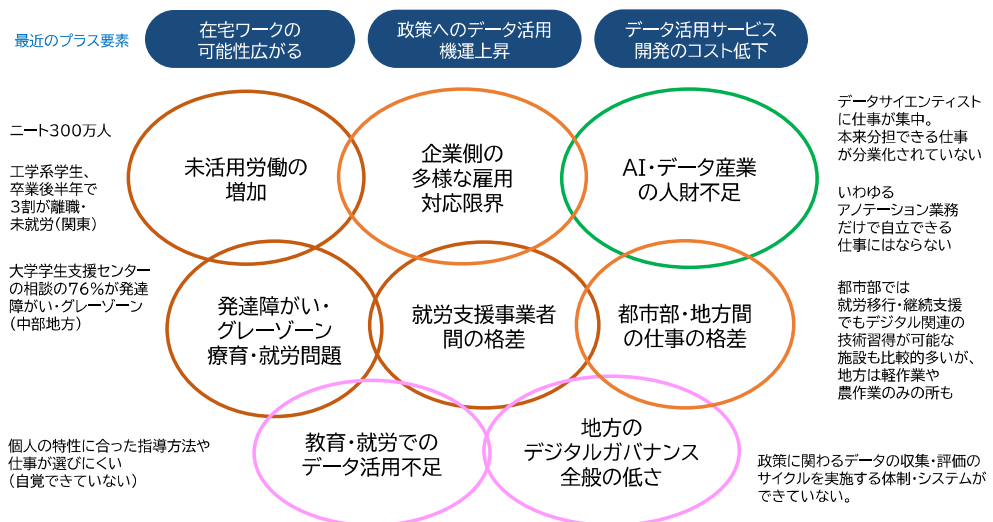 最近のプラス要素
在宅ワークの
可能性広がる
政策へのデータ活用
機運上昇
データ活用サービス
開発のコスト低下
ニート300万人
工学系学生、
卒業後半年で
3割が離職・
未就労(関東)
大学学生支援センター
の相談の76%が発達
障がい・グレーゾーン
(中部地方)
個人の特性に合った指導方法や
仕事が選びにくい
(自覚できていない)
未活用労働の
増加
企業側の
多様な雇用
対応限界
AI・データ産業
の人財不足
発達障がい・
グレーゾーン
療育・就労問題
就労支援事業者
間の格差
都市部・地方間
の仕事の格差
教育・就労での
データ活用不足
地方の
デジタルガバナンス
全般の低さ
データサイエンティスト
に仕事が集中。
本来分担できる仕事
が分業化されていない
いわゆる
アノテーション業務
だけで自立できる
仕事にはならない
都市部では
就労移行・継続支援
でもデジタル関連の
技術習得が可能な
施設も比較的多いが、
地方は軽作業や
農作業のみの所も
政策に関わるデータの収集・評価の
サイクルを実施する体制・システムが
できていない。